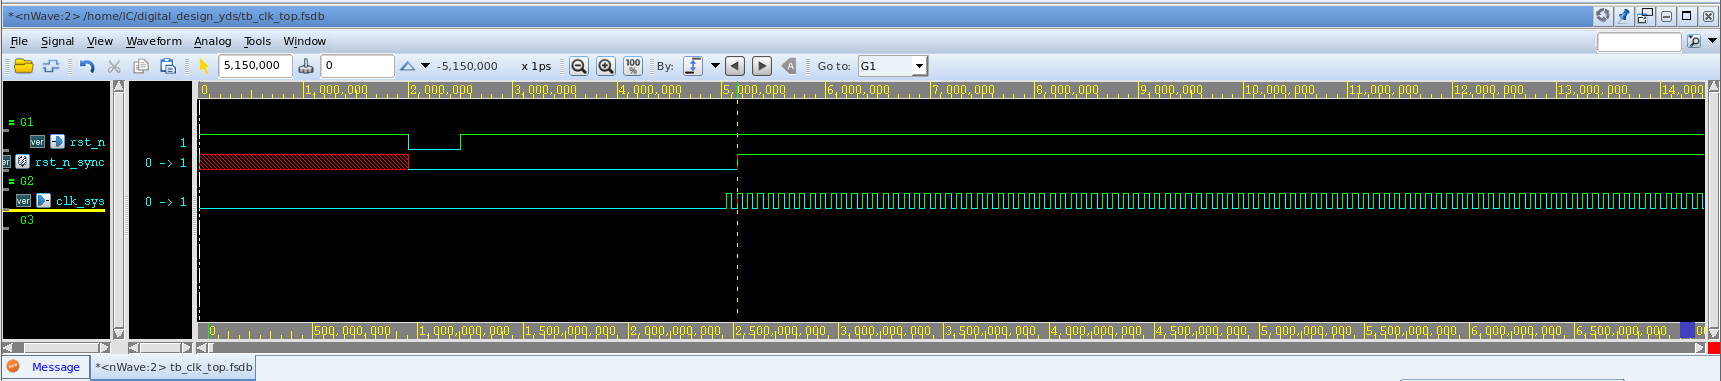 *<nWave:2> /home/IC/digital_design_yds/tb_clk_top.fsdb
File Signal View Waveform Analog Tools Window
5,150,000 0 -5,150,000 x 1ps 100 % By: Go to: G1
0 1,000,000 2,000,000 3,000,000 4,000,000 5,000,000 6,000,000 7,000,000 8,000,000 9,000,000 10,000,000 11,000,000 12,000,000 13,000,000 14,000
= G1
ver rst_n 1
er rst_n_sync 0 -> 1
= G2
ver clk_sys 0 -> 1
G3
0 500,000,000 1,000,000,000 1,500,000,000 2,000,000,000 2,500,000,000 3,000,000,000 3,500,000,000 4,000,000,000 4,500,000,000 5,000,000,000 5,500,000,000 6,000,000,000 6,500,000,000
Message *<nWave:2> tb_clk_top.fsdb